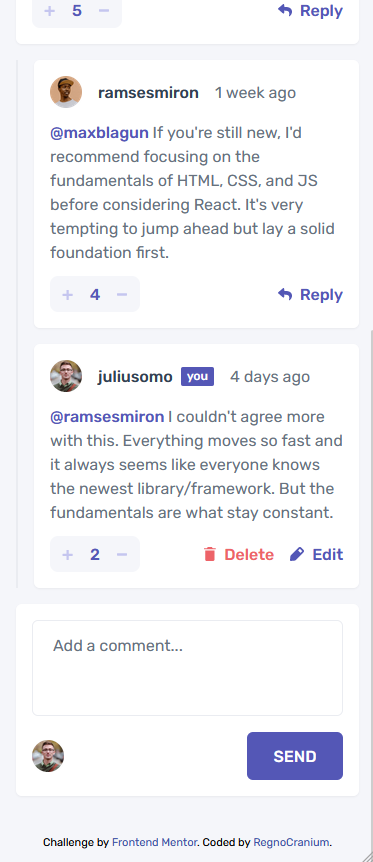 + 5 − Reply
ramsesmiron 1 week ago
@maxblagun If you're still new, I'd
recommend focusing on the
fundamentals of HTML, CSS, and JS
before considering React. It's very
tempting to jump ahead but lay a solid
foundation first.
+ 4 − Reply
juliusomo you 4 days ago
@ramsesmiron I couldn't agree more
with this. Everything moves so fast and
it always seems like everyone knows
the newest library/framework. But the
fundamentals are what stay constant.
+ 2 − Delete Edit
Add a comment...
SEND
Challenge by Frontend Mentor. Coded by RegnoCranium.